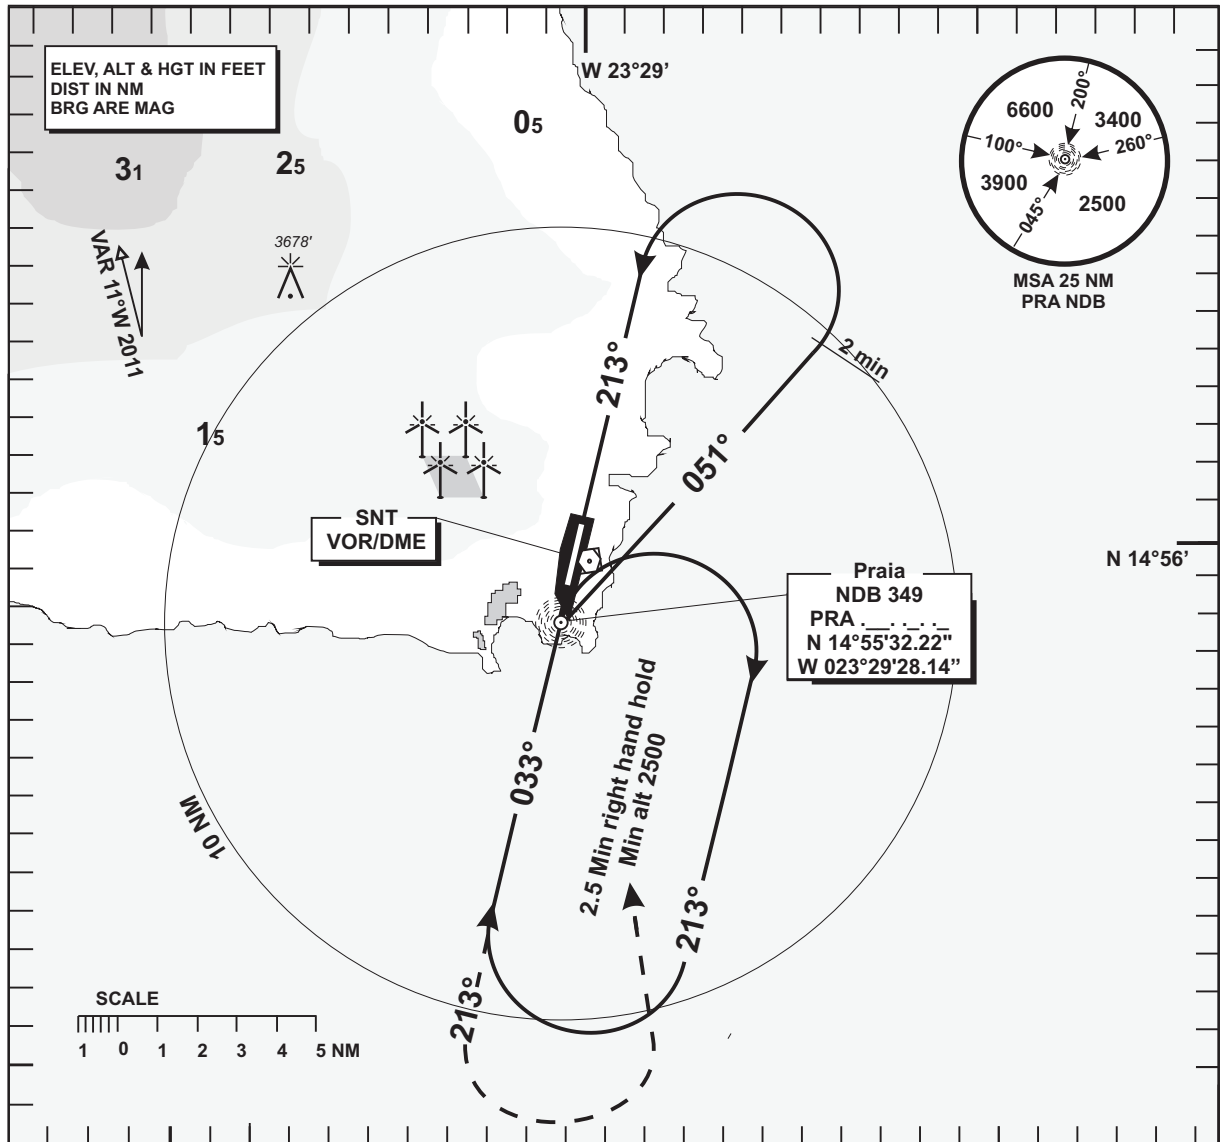 ELEV, ALT & HGT IN FEET
DIST IN NM
BRG ARE MAG
W 23°29'
05
31
25
3678'
VAR 11°W 2011
15
6600
200°
3400
100°
260°
3900
045°
2500
MSA 25 NM
PRA NDB
213°
2 min
051°
SNT
VOR/DME
N 14°56’
Praia
NDB 349
PRA .__. ._. ._
N 14°55'32.22"
W 023°29'28.14”
033°
2.5 Min right hand hold
Min alt 2500
10 NM
213°
213°
SCALE
1 0 1 2 3 4 5 NM